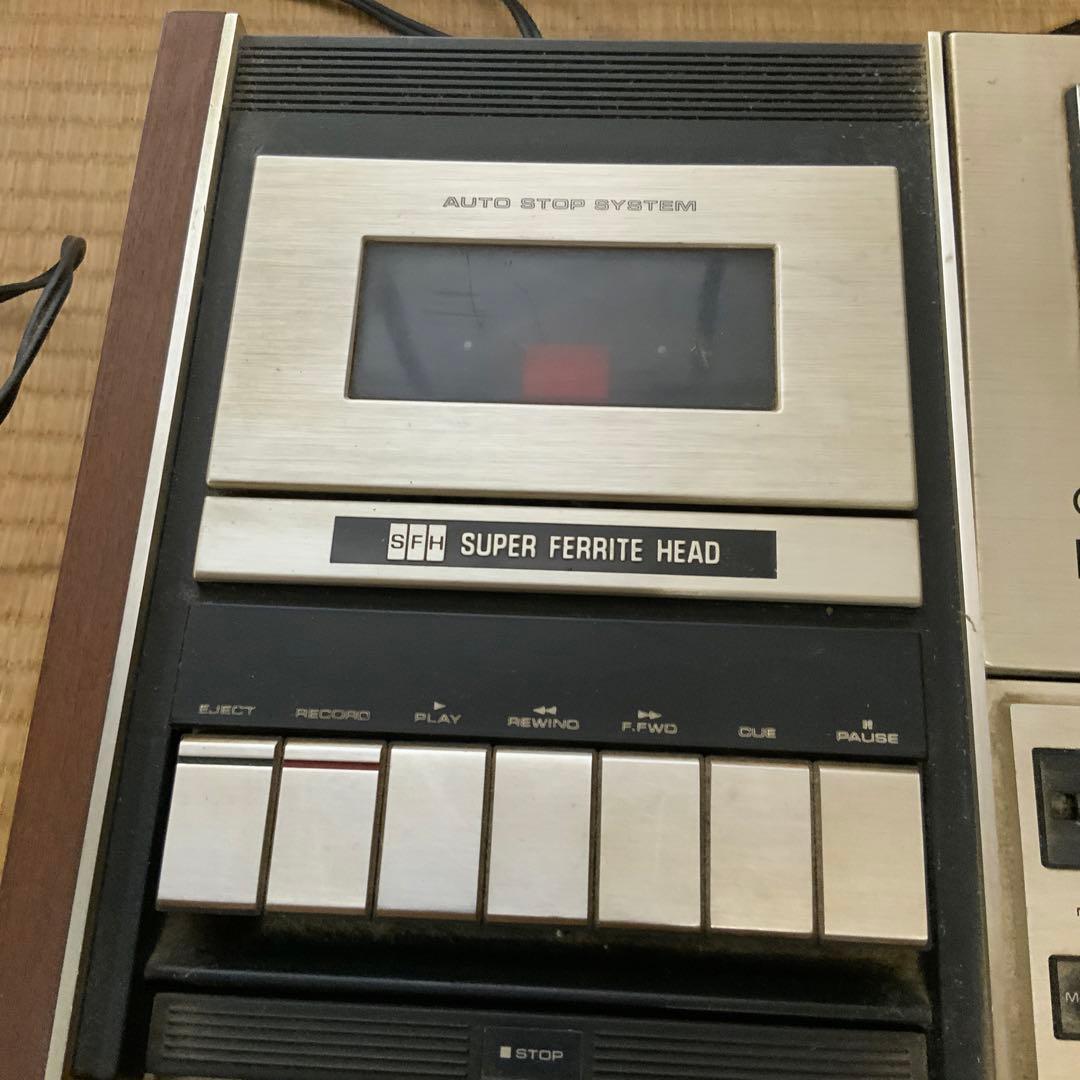 AUTO STOP SYSTEM
SFH SUPER FERRITE HEAD
EJECT RECORD ▶ PLAY ◀◀ REWIND ▶▶ F.FWD CUE ⏸ PAUSE
■ STOP